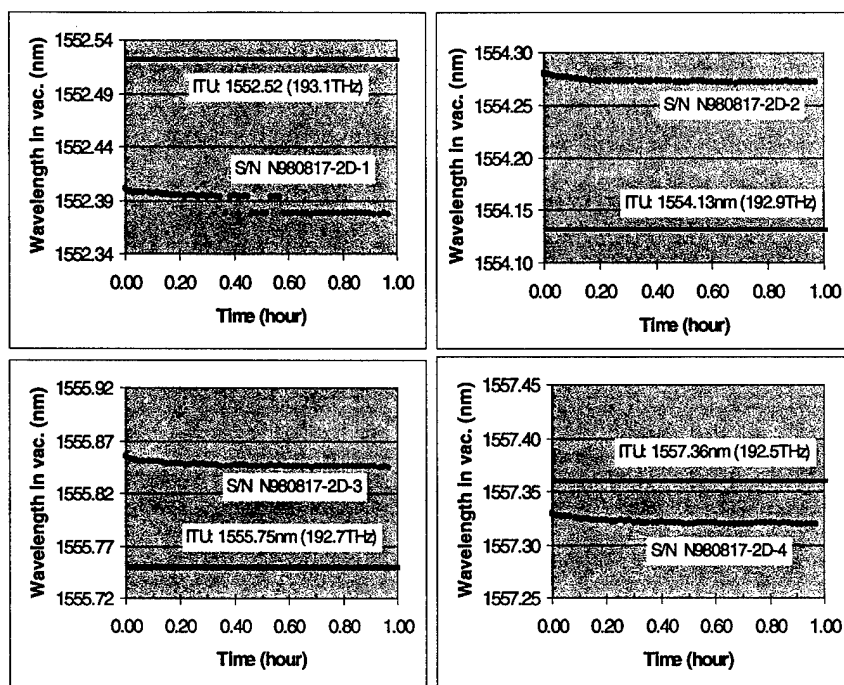 Wavelength in vac. (nm)
1552.54
1552.49
1552.44
1552.39
1552.34
ITU: 1552.52 (193.1THz)
S/N N980817-2D-1
0.00 0.20 0.40 0.60 0.80 1.00
Time (hour)
Wavelength in vac. (nm)
1554.30
1554.25
1554.20
1554.15
1554.10
S/N N980817-2D-2
ITU: 1554.13nm (192.9THz)
0.00 0.20 0.40 0.60 0.80 1.00
Time (hour)
Wavelength in vac. (nm)
1555.92
1555.87
1555.82
1555.77
1555.72
S/N N980817-2D-3
ITU: 1555.75nm (192.7THz)
0.00 0.20 0.40 0.60 0.80 1.00
Time (hour)
Wavelength in vac. (nm)
1557.45
1557.40
1557.35
1557.30
1557.25
ITU: 1557.36nm (192.5THz)
S/N N980817-2D-4
0.00 0.20 0.40 0.60 0.80 1.00
Time (hour)